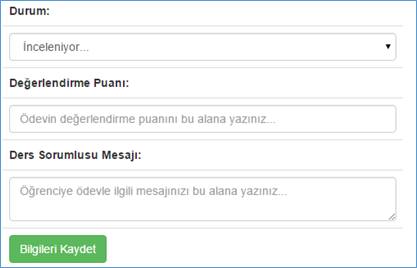 Durum:
İnceleniyor...
Değerlendirme Puanı:
Ödevin değerlendirme puanını bu alana yazınız...
Ders Sorumlusu Mesajı:
Öğrenciye ödevle ilgili mesajınızı bu alana yazınız...
Bilgileri Kaydet